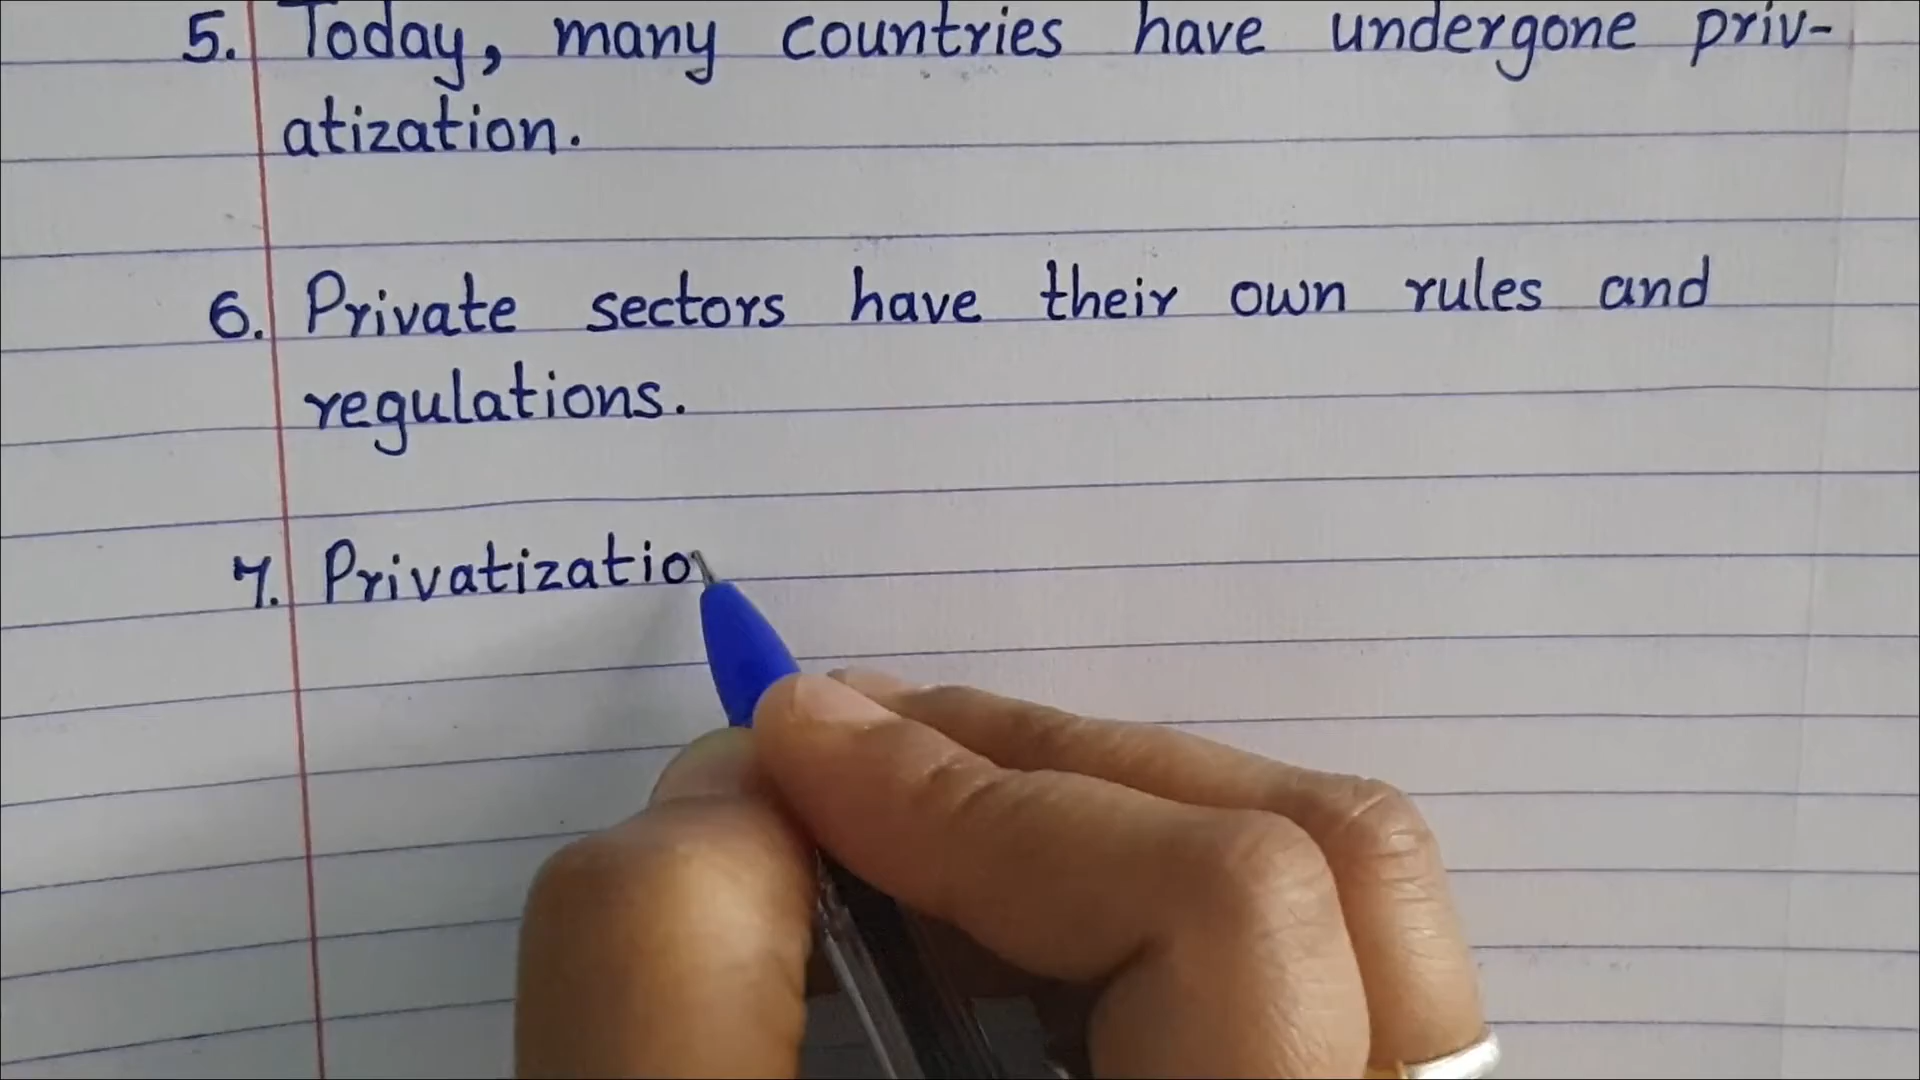 5. Today, many countries have undergone priv-
atization.
6. Private sectors have their own rules and
regulations.
7. Privatizatio